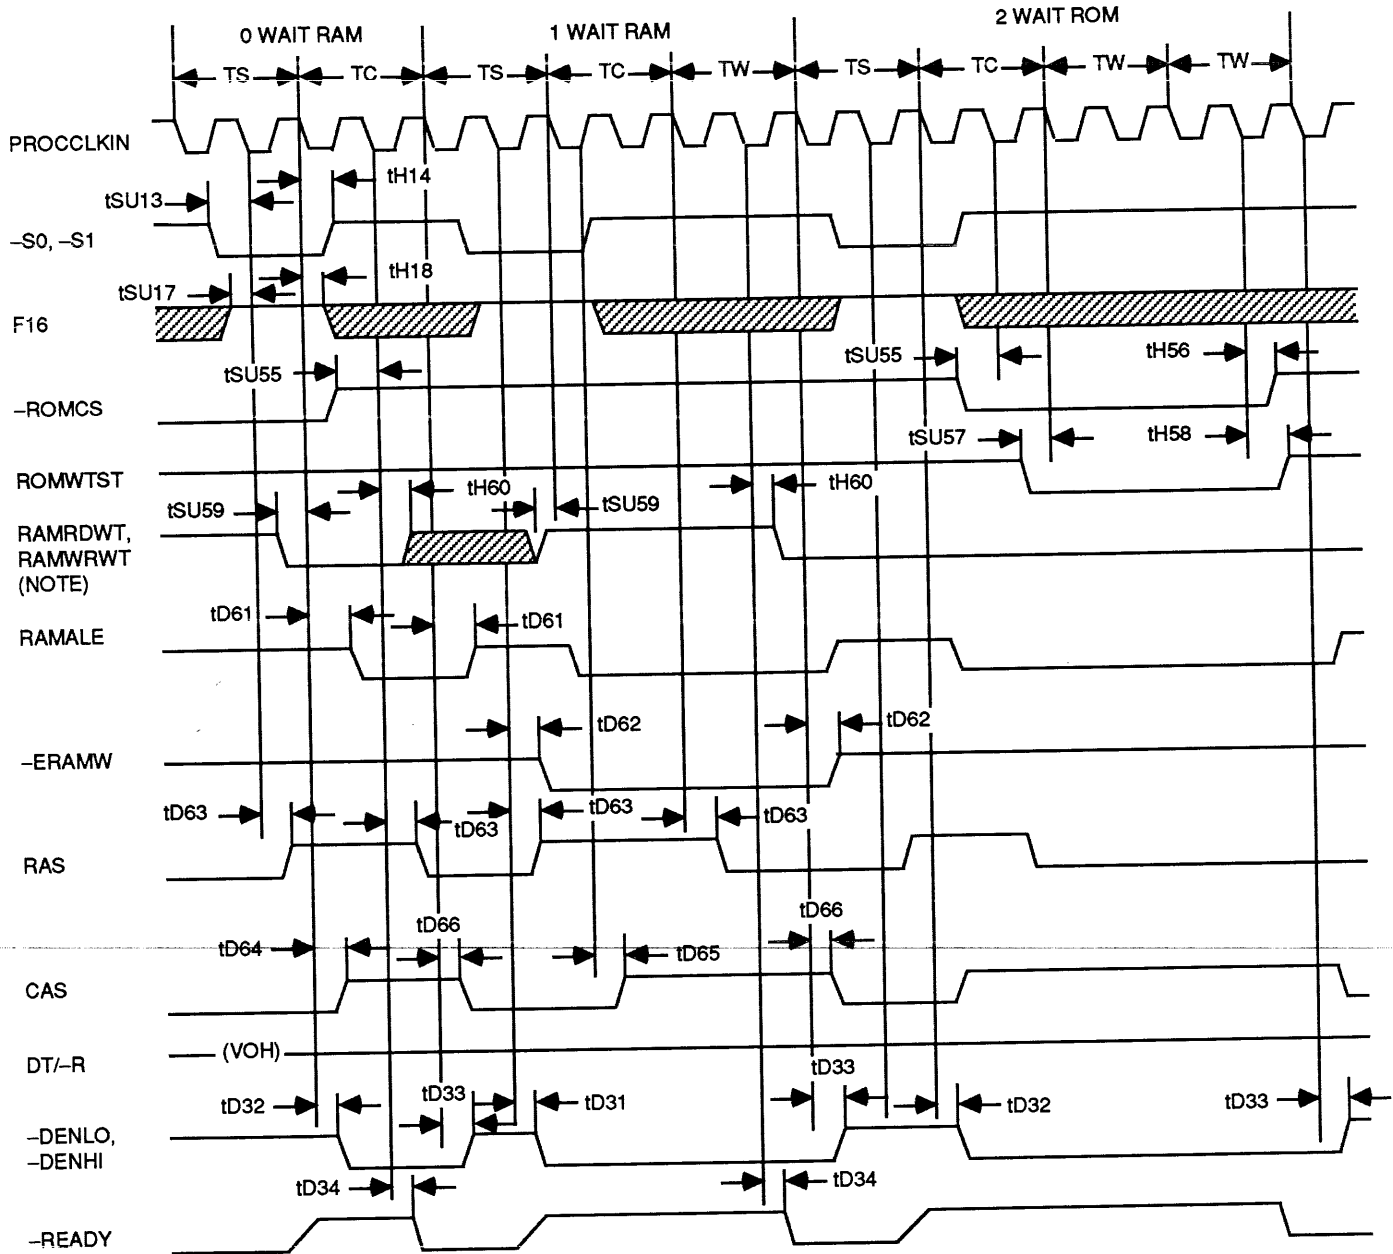 0 WAIT RAM 1 WAIT RAM 2 WAIT ROM
TS TC TS TC TW TS TC TW TW
PROCCLKIN
tH14
tSU13
–S0, –S1
tH18
tSU17
F16
tSU55 tSU55 tH56
–ROMCS
tSU57 tH58
ROMWTST
tH60 tH60
tSU59 tSU59
RAMRDWT,
RAMWRWT
(NOTE)
tD61 tD61
RAMALE
tD62 tD62
–ERAMW
tD63 tD63 tD63 tD63
RAS
tD66 tD66
tD64 tD65
CAS
(VOH)
DT/–R
tD33
tD32 tD33 tD31 tD32 tD33
–DENLO,
–DENHI
tD34 tD34
–READY